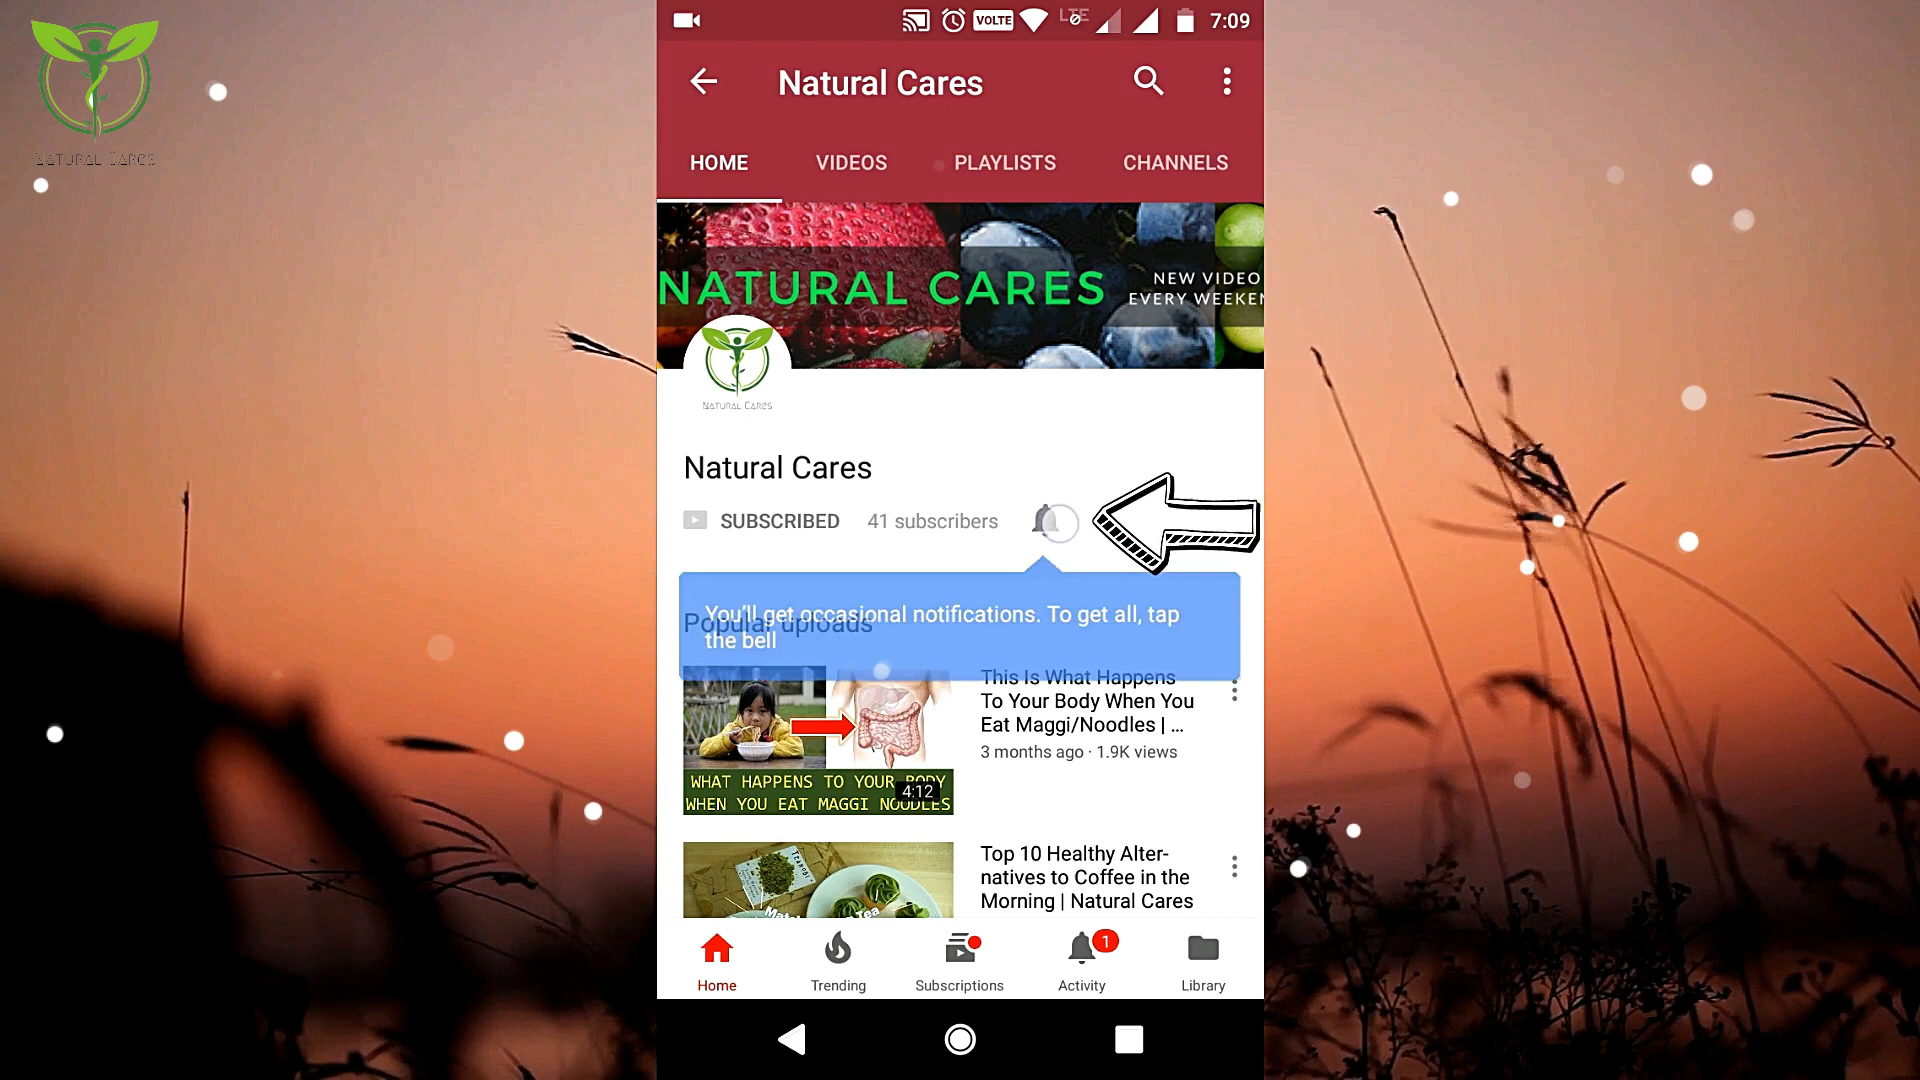 NATURAL CARES
VOLTE
LTE
7:09
Natural Cares
HOME
VIDEOS
PLAYLISTS
CHANNELS
NATURAL CARES
NEW VIDEO
EVERY WEEKEN
NATURAL CARES
Natural Cares
SUBSCRIBED
41 subscribers
You'll get occasional notifications. To get all, tap
the bell
Popular uploads
This Is What Happens
To Your Body When You
Eat Maggi/Noodles | ...
3 months ago · 1.9K views
WHAT HAPPENS TO YOUR BODY
WHEN YOU EAT MAGGI NOODLES
4:12
Top 10 Healthy Alter-
natives to Coffee in the
Morning | Natural Cares
Tea
1
Home
Trending
Subscriptions
Activity
Library